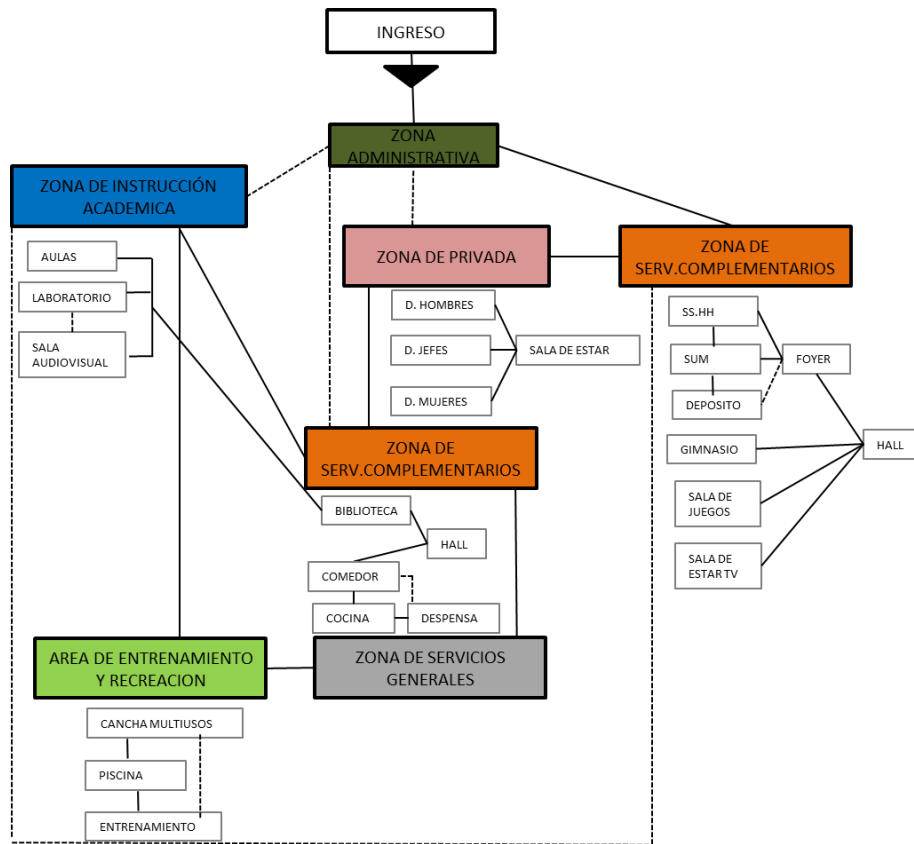 INGRESO
ZONA
ADMINISTRATIVA
ZONA DE INSTRUCCIÓN
ACADEMICA
ZONA DE PRIVADA
ZONA DE
SERV.COMPLEMENTARIOS
AULAS
LABORATORIO
SALA
AUDIOVISUAL
D. HOMBRES
D. JEFES
SALA DE ESTAR
D. MUJERES
SS.HH
SUM
FOYER
DEPOSITO
GIMNASIO
HALL
SALA DE
JUEGOS
SALA DE
ESTAR TV
ZONA DE
SERV.COMPLEMENTARIOS
BIBLIOTECA
HALL
COMEDOR
COCINA
DESPENSA
AREA DE ENTRENAMIENTO
Y RECREACION
ZONA DE SERVICIOS
GENERALES
CANCHA MULTIUSOS
PISCINA
ENTRENAMIENTO